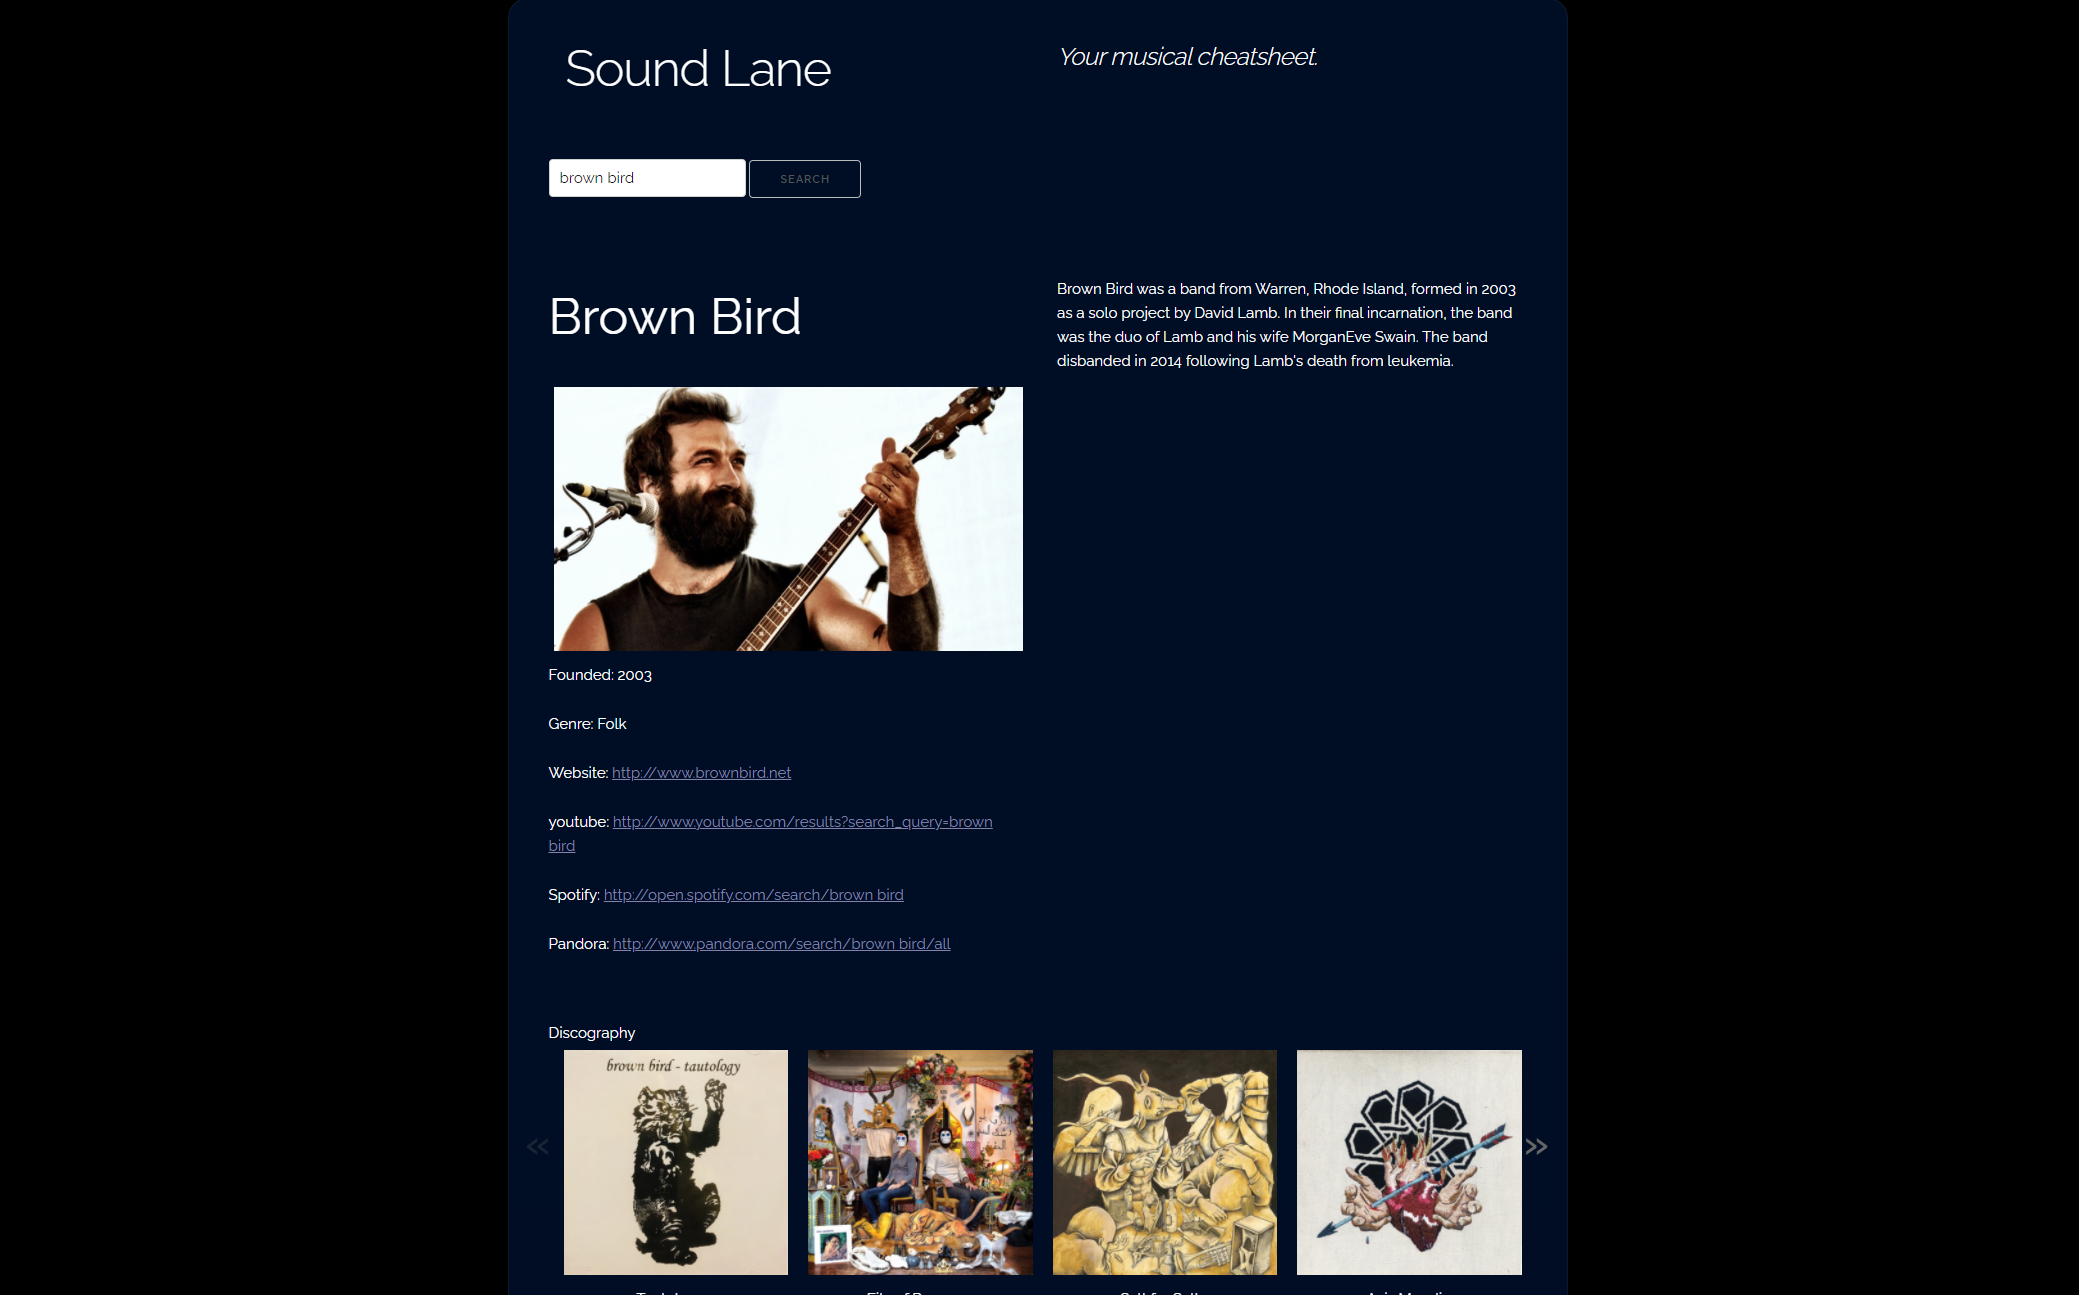 Sound Lane
Your musical cheatsheet.
brown bird
SEARCH
Brown Bird
Brown Bird was a band from Warren, Rhode Island, formed in 2003
as a solo project by David Lamb. In their final incarnation, the band
was the duo of Lamb and his wife MorganEve Swain. The band
disbanded in 2014 following Lamb's death from leukemia.
Founded: 2003
Genre: Folk
Website: http://www.brownbird.net
youtube: http://www.youtube.com/results?search_query=brown
bird
Spotify: http://open.spotify.com/search/brown bird
Pandora: http://www.pandora.com/search/brown bird/all
Discography
brown bird - tautology